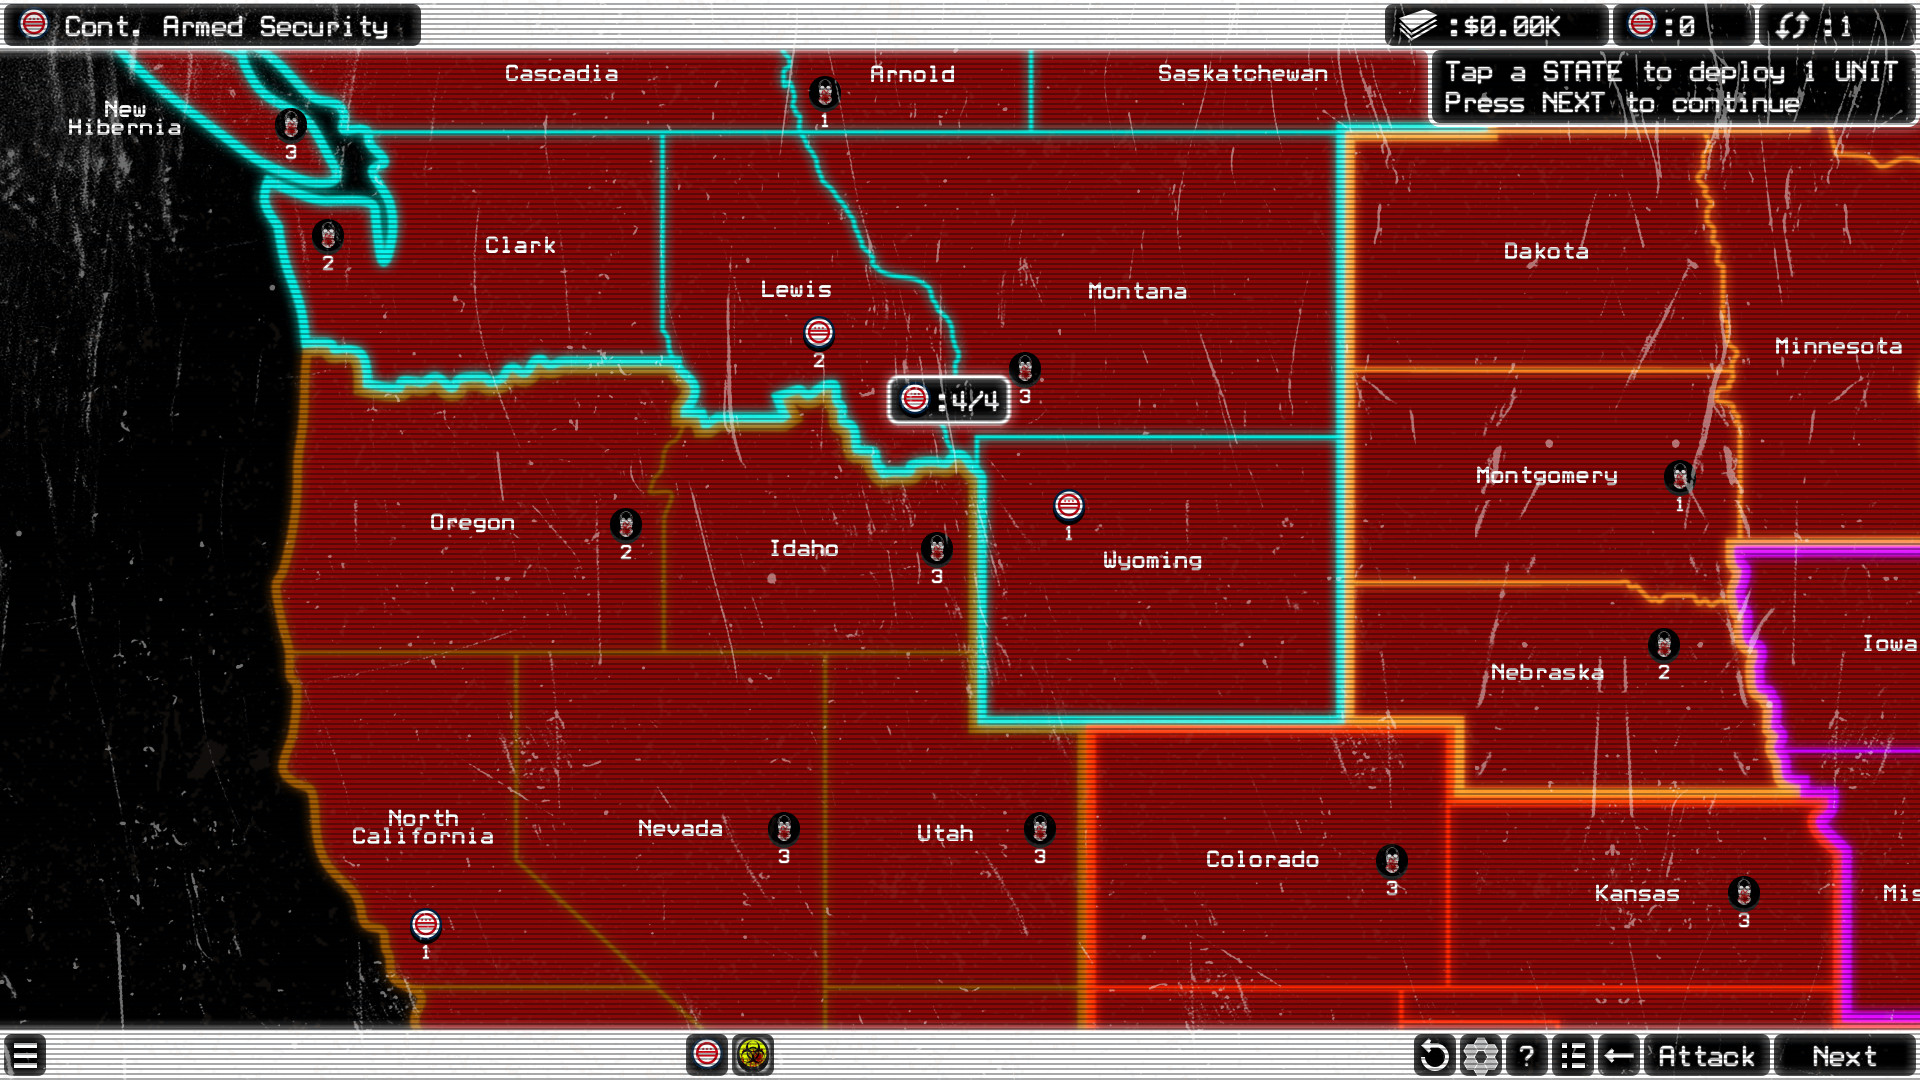 Cont. Armed Security
:$0.00K
:0
:1
Tap a STATE to deploy 1 UNIT
Press NEXT to continue
Cascadia
Arnold
Saskatchewan
New
Hibernia
1
3
Clark
2
Dakota
Lewis
Montana
2
Minnesota
:4/4
3
Montgomery
1
Oregon
2
Idaho
3
1
Wyoming
Iowa
Nebraska
2
North
California
Nevada
3
Utah
3
Colorado
3
Kansas
3
Mis
1
?
Attack
Next